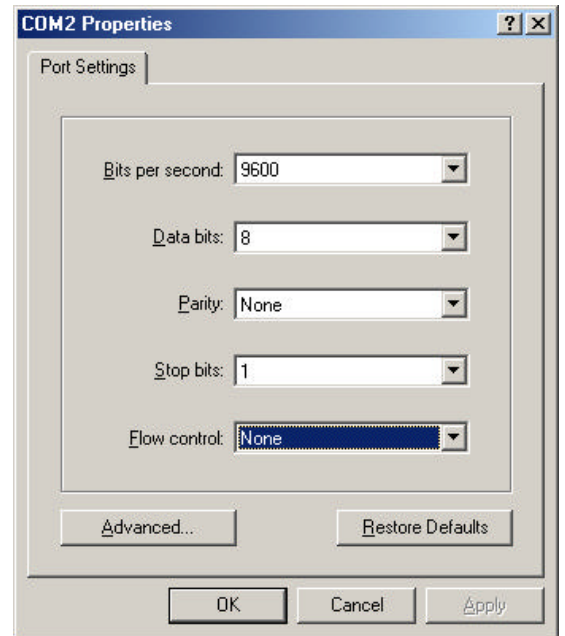 COM2 Properties
Port Settings
Bits per second: 9600
Data bits: 8
Parity: None
Stop bits: 1
Flow control: None
Advanced... Restore Defaults
OK Cancel Apply